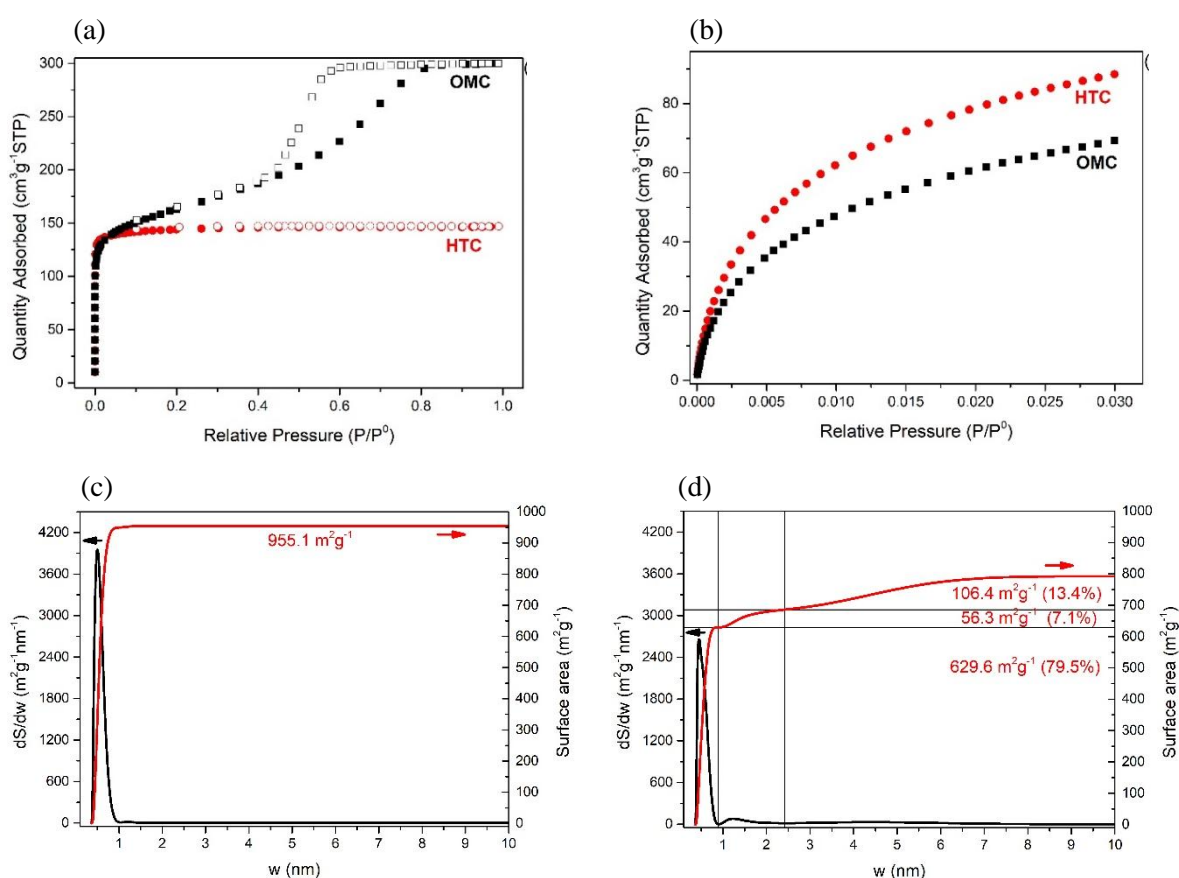 (a)
300
250
200
150
100
50
0
Quantity Adsorbed (cm³g⁻¹STP)
OMC
HTC
0.0 0.2 0.4 0.6 0.8 1.0
Relative Pressure (P/P⁰)
(
(b)
80
60
40
20
0
Quantity Adsorbed (cm³g⁻¹STP)
HTC
OMC
0.000 0.005 0.010 0.015 0.020 0.025 0.030
Relative Pressure (P/P⁰)
(
(c)
4200
3600
3000
2400
1800
1200
600
0
dS/dw (m²g⁻¹nm⁻¹)
955.1 m²g⁻¹
1000
900
800
700
600
500
400
300
200
100
0
Surface area (m²g⁻¹)
1 2 3 4 5 6 7 8 9 10
w (nm)
(d)
4200
3600
3000
2400
1800
1200
600
0
dS/dw (m²g⁻¹nm⁻¹)
106.4 m²g⁻¹ (13.4%)
56.3 m²g⁻¹ (7.1%)
629.6 m²g⁻¹ (79.5%)
1000
900
800
700
600
500
400
300
200
100
0
Surface area (m²g⁻¹)
1 2 3 4 5 6 7 8 9 10
w (nm)